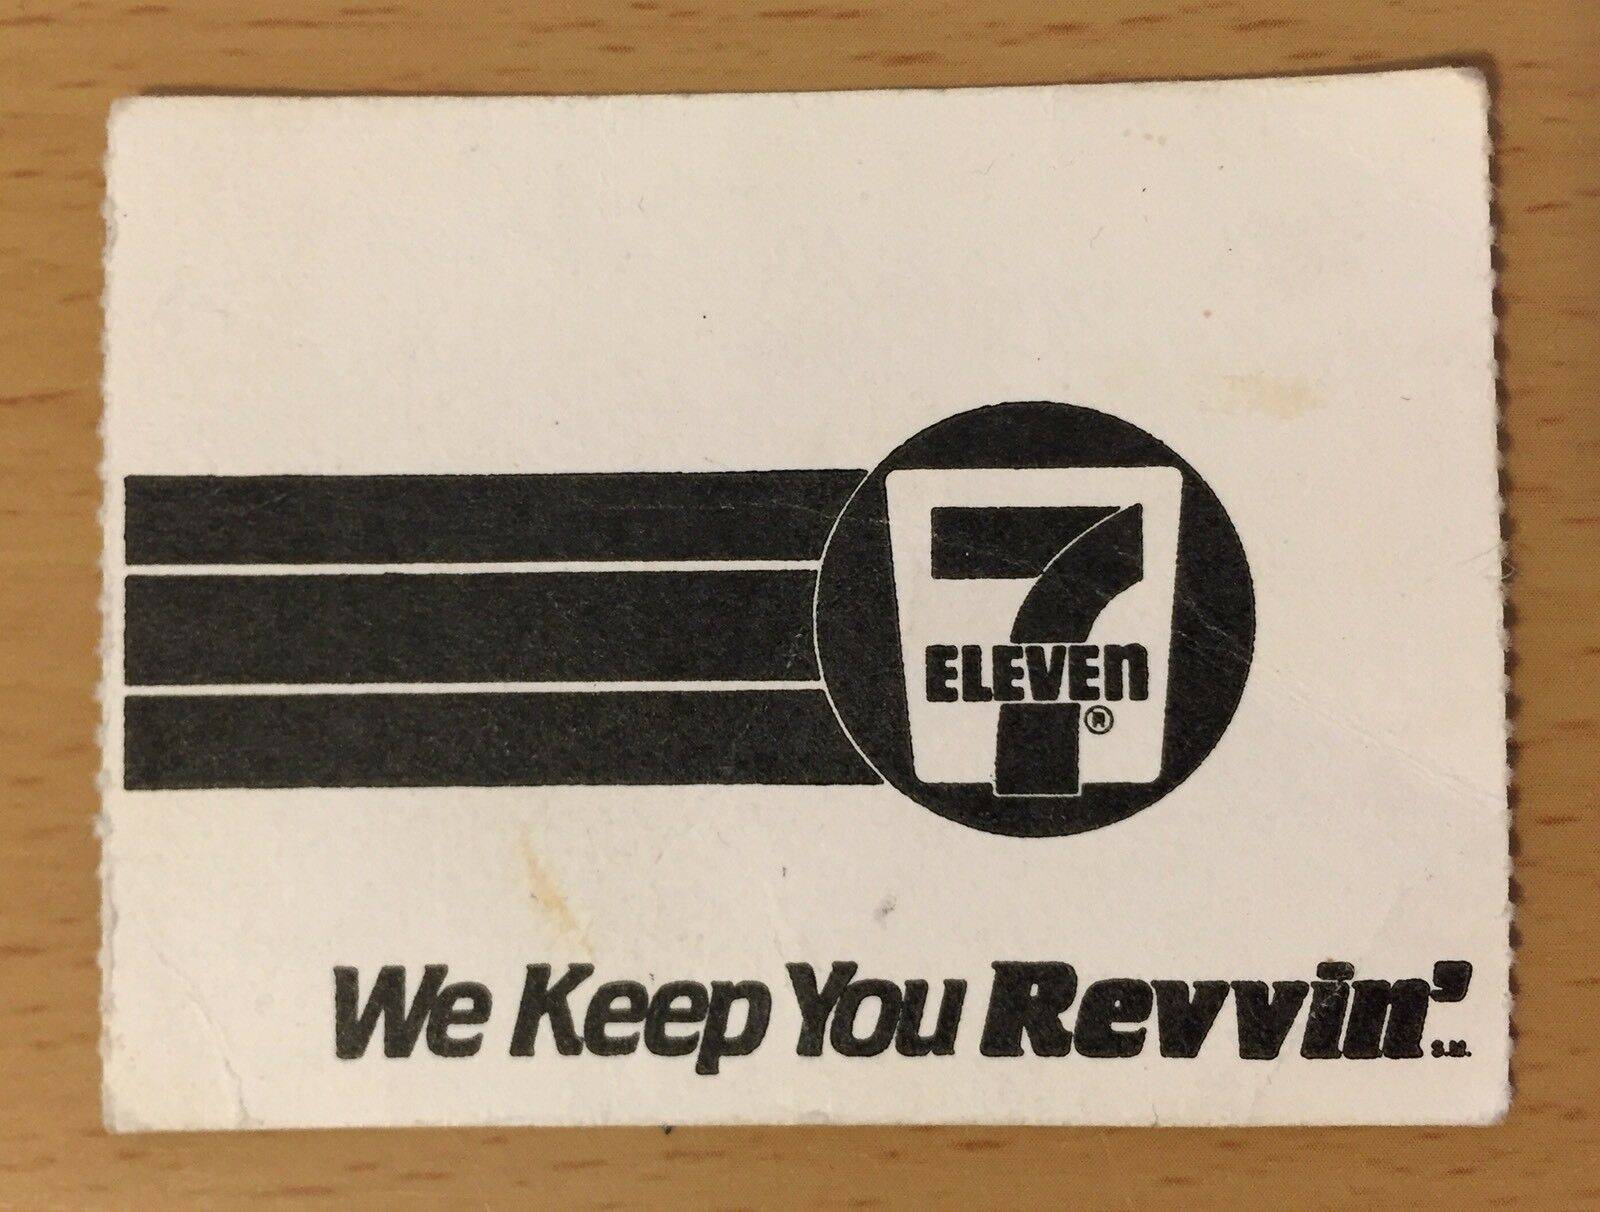 7
ELEVEn
®
We Keep You Revvin'
S.M.